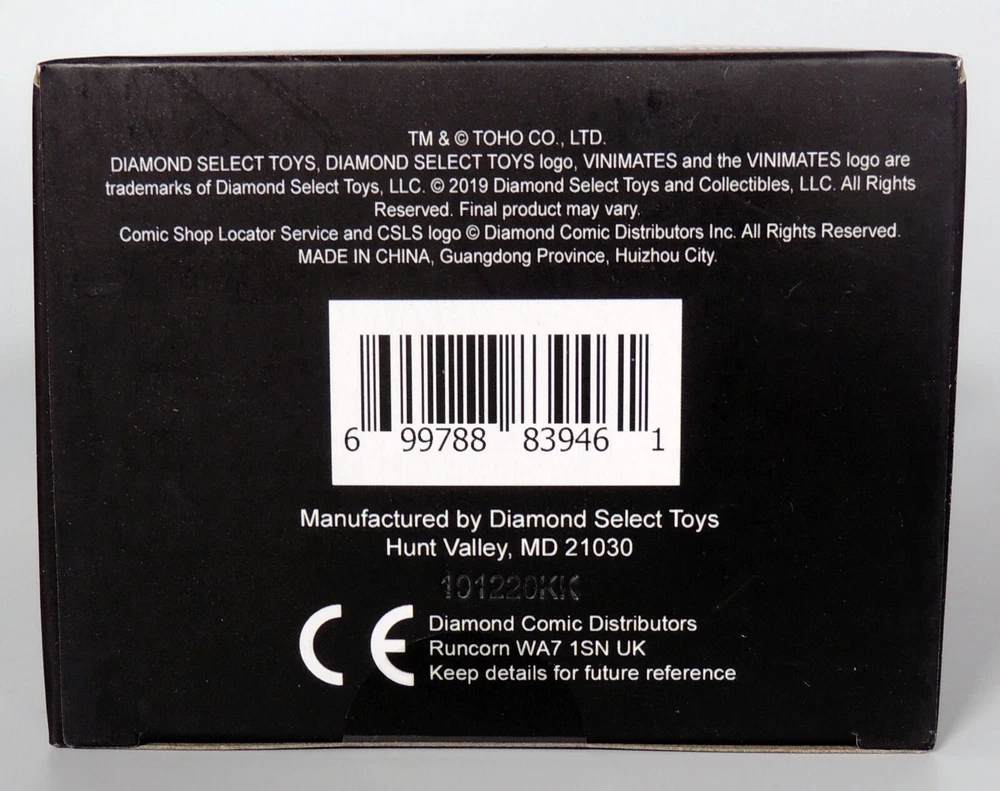 TM & © TOHO CO., LTD.
DIAMOND SELECT TOYS, DIAMOND SELECT TOYS logo, VINIMATES and the VINIMATES logo are
trademarks of Diamond Select Toys, LLC. © 2019 Diamond Select Toys and Collectibles, LLC. All Rights
Reserved. Final product may vary.
Comic Shop Locator Service and CSLS logo © Diamond Comic Distributors Inc. All Rights Reserved.
MADE IN CHINA, Guangdong Province, Huizhou City.
6 99788 83946 1
Manufactured by Diamond Select Toys
Hunt Valley, MD 21030
101220KK
CE
Diamond Comic Distributors
Runcorn WA7 1SN UK
Keep details for future reference